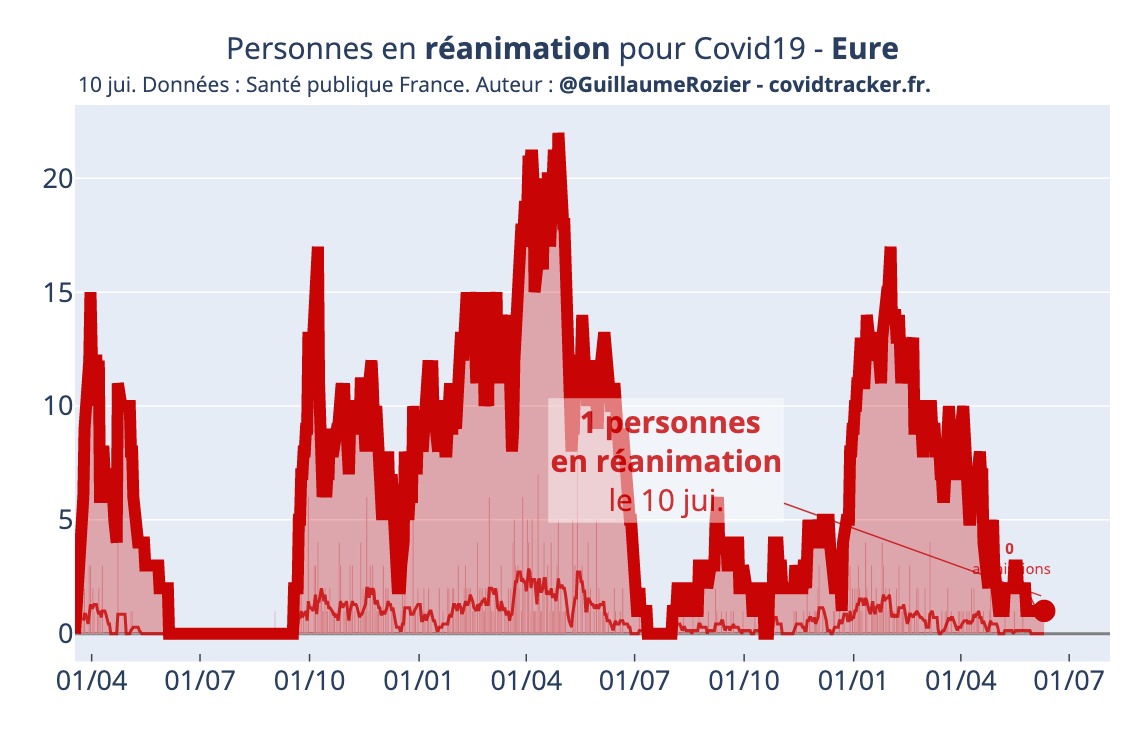 Personnes en réanimation pour Covid19 - Eure
10 jui. Données : Santé publique France. Auteur : @GuillaumeRozier - covidtracker.fr.
20
15
10
5
0
1 personnes
en réanimation
le 10 jui.
0
admissions
01/04 01/07 01/10 01/01 01/04 01/07 01/10 01/01 01/04 01/07